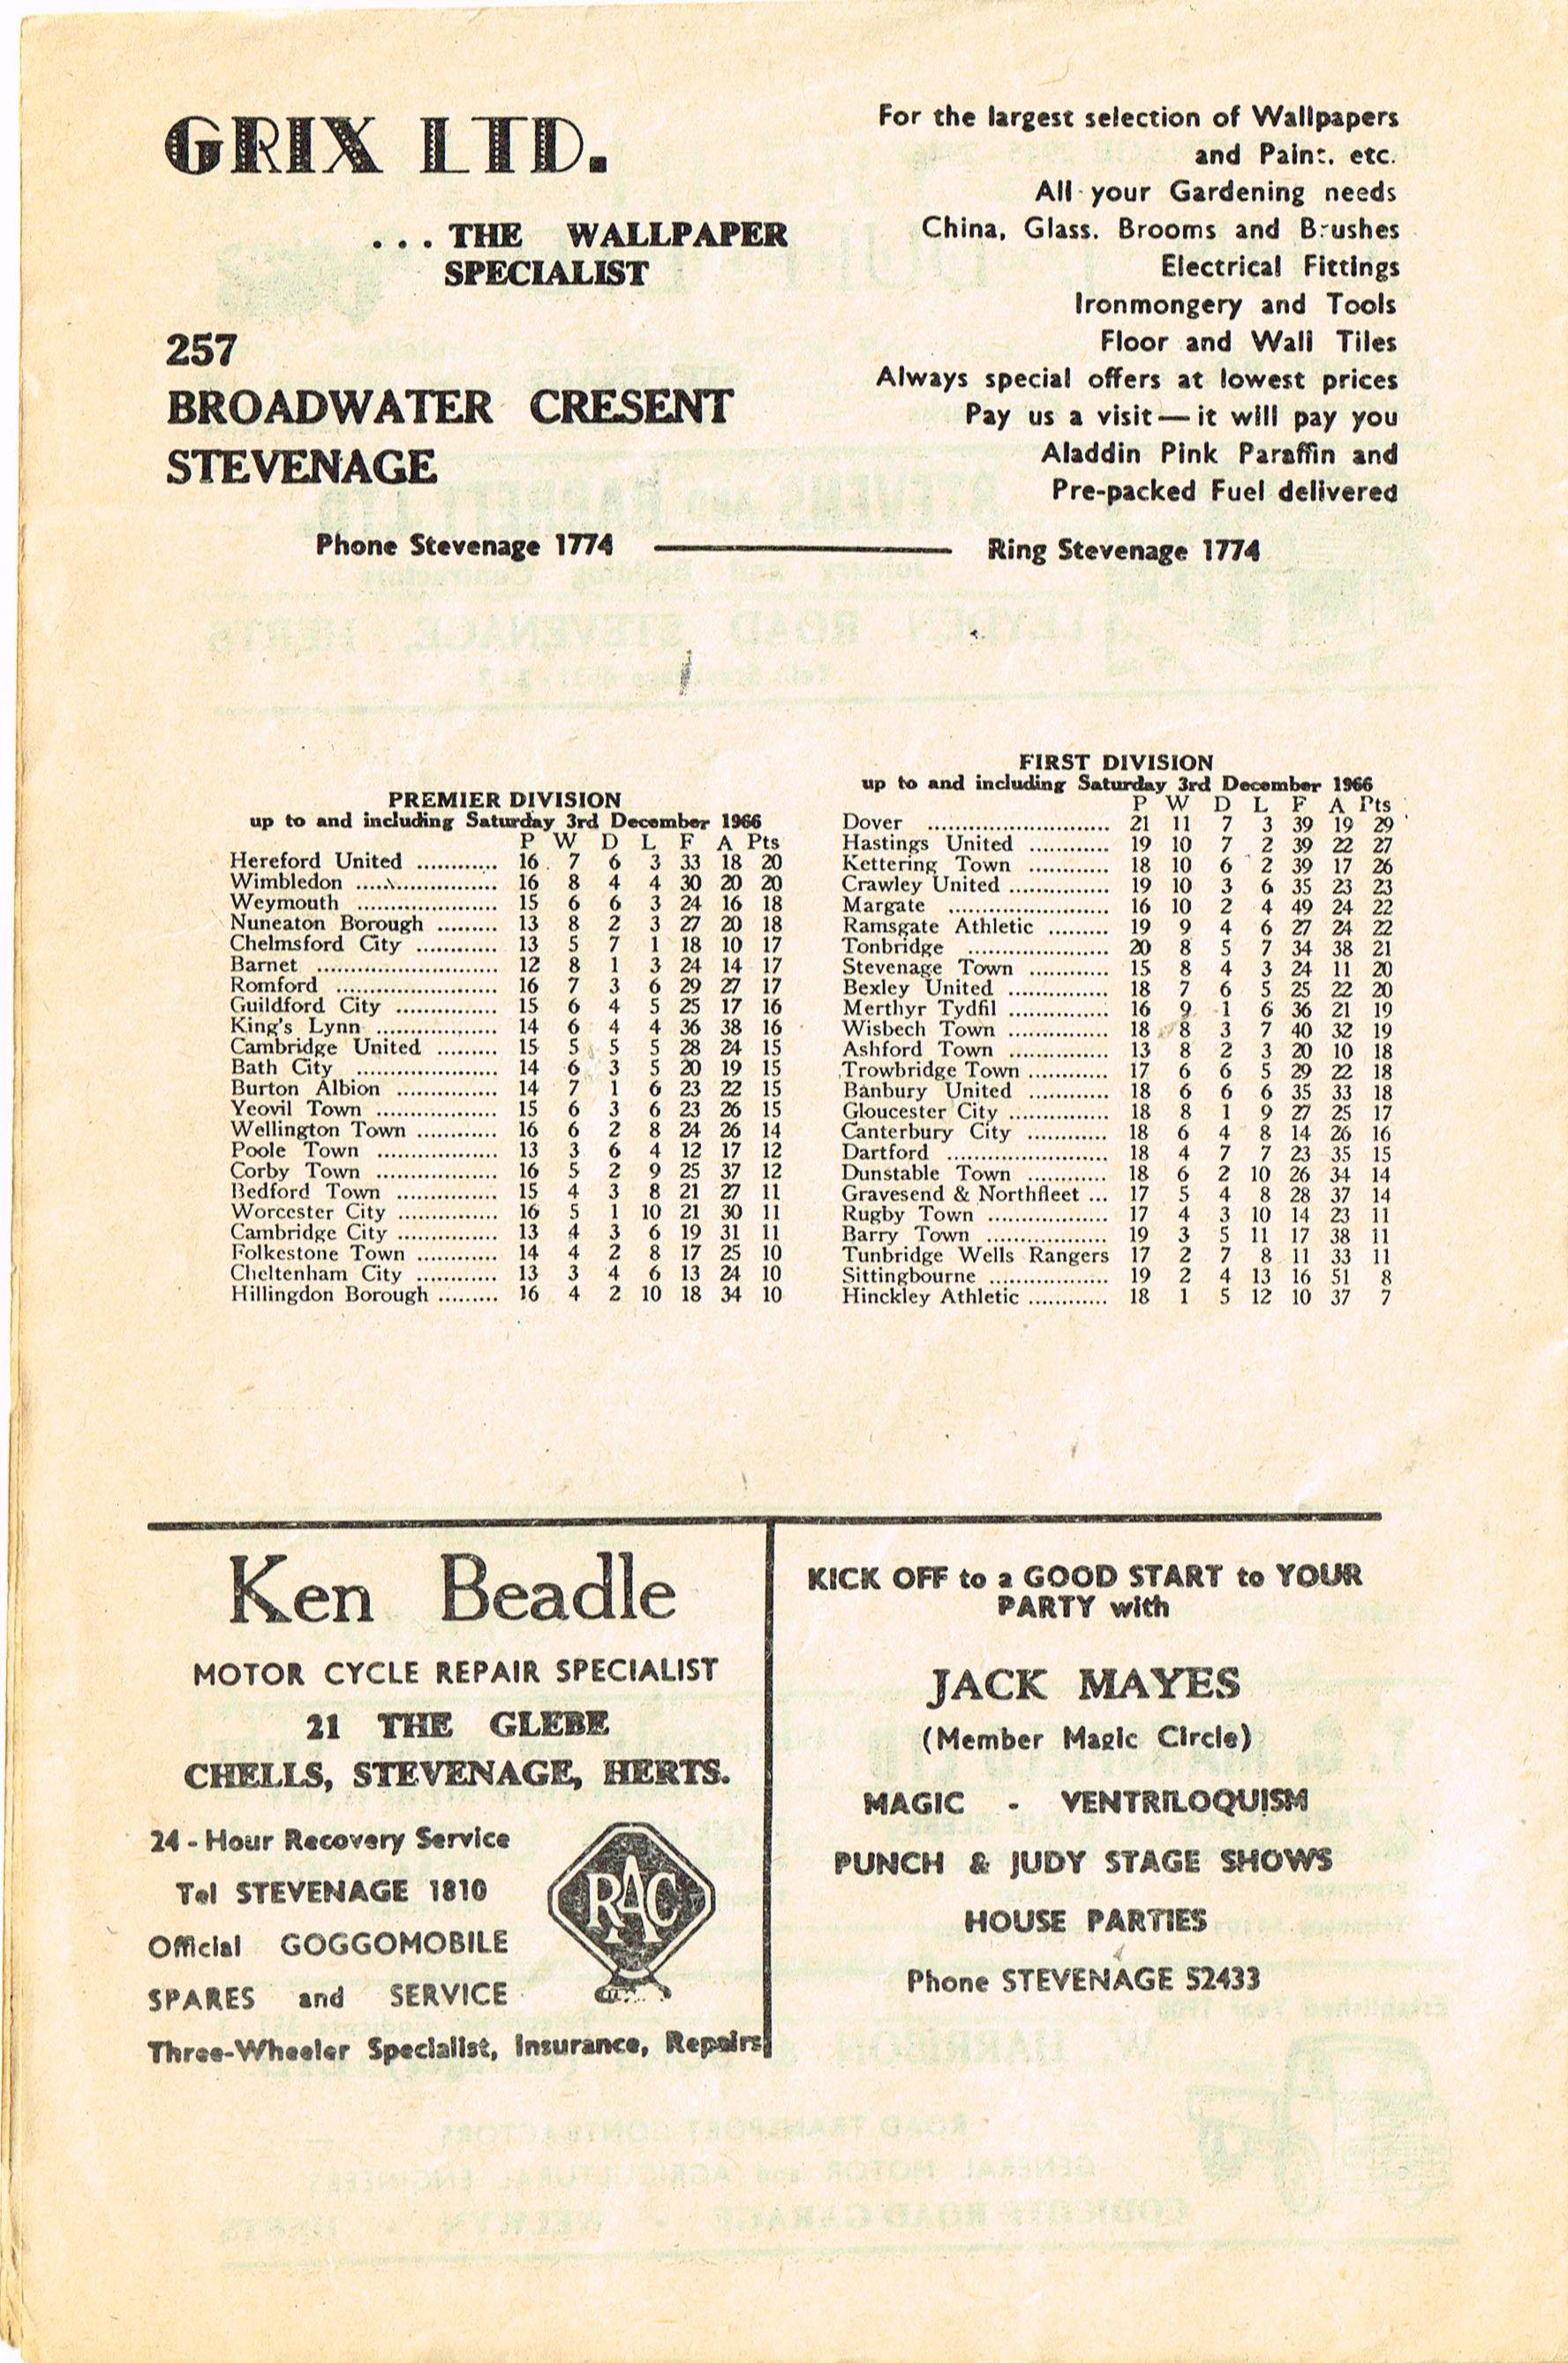 GRIX LTD.
... THE WALLPAPER
SPECIALIST
257
BROADWATER CRESENT
STEVENAGE
For the largest selection of Wallpapers
and Paint, etc.
All your Gardening needs
China, Glass, Brooms and Brushes
Electrical Fittings
Ironmongery and Tools
Floor and Wall Tiles
Always special offers at lowest prices
Pay us a visit — it will pay you
Aladdin Pink Paraffin and
Pre-packed Fuel delivered
Phone Stevenage 1774 ——— Ring Stevenage 1774
PREMIER DIVISION
up to and including Saturday 3rd December 1966
P W D L F A Pts
Hereford United ............ 16 7 6 3 33 18 20
Wimbledon ..................... 16 8 4 4 30 20 20
Weymouth ..................... 15 6 6 3 24 16 18
Nuneaton Borough ......... 13 8 2 3 27 20 18
Chelmsford City ............ 13 5 7 1 18 10 17
Barnet ........................... 12 8 1 3 24 14 17
Romford ........................ 16 7 3 6 29 27 17
Guildford City ............... 15 6 4 5 25 17 16
King's Lynn .................. 14 6 4 4 36 38 16
Cambridge United ......... 15 5 5 5 28 24 15
Bath City ..................... 14 6 3 5 20 19 15
Burton Albion ............... 14 7 1 6 23 22 15
Yeovil Town .................. 15 6 3 6 23 26 15
Wellington Town ............ 16 6 2 8 24 26 14
Poole Town .................. 13 3 6 4 12 17 12
Corby Town .................. 16 5 2 9 25 37 12
Bedford Town ............... 15 4 3 8 21 27 11
Worcester City ............... 16 5 1 10 21 30 11
Cambridge City ............... 13 4 3 6 19 31 11
Folkestone Town ............ 14 4 2 8 17 25 10
Cheltenham City ............ 13 3 4 6 13 24 10
Hillingdon Borough ......... 16 4 2 10 18 34 10
FIRST DIVISION
up to and including Saturday 3rd December 1966
P W D L F A Pts
Dover ........................... 21 11 7 3 39 19 29
Hastings United ............ 19 10 7 2 39 22 27
Kettering Town ............ 18 10 6 2 39 17 26
Crawley United ............... 19 10 3 6 35 23 23
Margate ........................ 16 10 2 4 49 24 22
Ramsgate Athletic ......... 19 9 4 6 27 24 22
Tonbridge ..................... 20 8 5 7 34 38 21
Stevenage Town ............ 15 8 4 3 24 11 20
Bexley United ............... 18 7 6 5 25 22 20
Merthyr Tydfil ............... 16 9 1 6 36 21 19
Wisbech Town ............... 18 8 3 7 40 32 19
Ashford Town ............... 13 8 2 3 20 10 18
Trowbridge Town ............ 17 6 6 5 29 22 18
Banbury United ............ 18 6 6 6 35 33 18
Gloucester City ............... 18 8 1 9 27 25 17
Canterbury City ............ 18 6 4 8 14 26 16
Dartford ........................ 18 4 7 7 23 35 15
Dunstable Town ............ 18 6 2 10 26 34 14
Gravesend & Northfleet ... 17 5 4 8 28 37 14
Rugby Town .................. 17 4 3 10 14 23 11
Barry Town .................. 19 3 5 11 17 38 11
Tunbridge Wells Rangers 17 2 7 8 11 33 11
Sittingbourne .................. 19 2 4 13 16 51 8
Hinckley Athletic ............ 18 1 5 12 10 37 7
Ken Beadle
MOTOR CYCLE REPAIR SPECIALIST
21 THE GLEBE
CHELLS, STEVENAGE, HERTS.
24 - Hour Recovery Service
Tel STEVENAGE 1810
Official GOGGOMOBILE
SPARES and SERVICE
RAC
Three-Wheeler Specialist, Insurance, Repairs
KICK OFF to a GOOD START to YOUR
PARTY with
JACK MAYES
(Member Magic Circle)
MAGIC - VENTRILOQUISM
PUNCH & JUDY STAGE SHOWS
HOUSE PARTIES
Phone STEVENAGE 52433